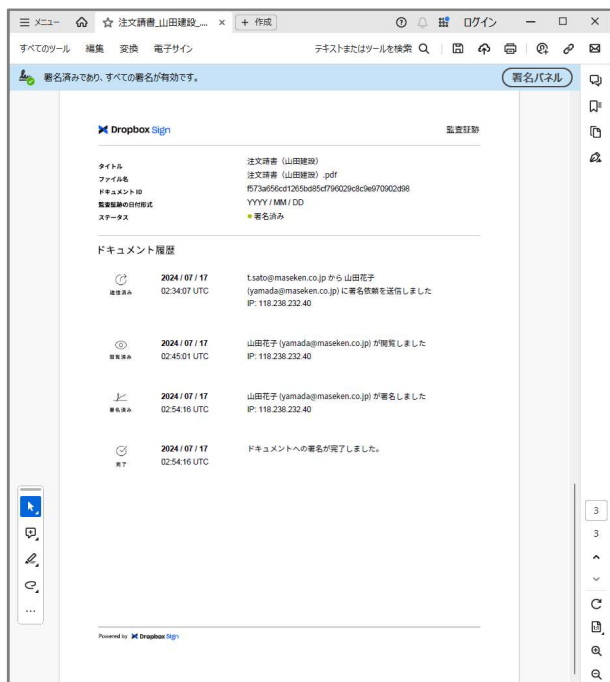 メニュー
注文請書_山田建設_....
×
+ 作成
ログイン
すべてのツール 編集 変換 電子サイン
テキストまたはツールを検索
署名済みであり、すべての署名が有効です。
署名パネル
Dropbox Sign
監査証跡
タイトル 注文請書（山田建設）
ファイル名 注文請書（山田建設）.pdf
ドキュメント ID f573a656cd1265bd85cf796029c8c9e970902d98
監査証跡の日付形式 YYYY / MM / DD
ステータス 署名済み
ドキュメント履歴
送信済み
2024 / 07 / 17
02:34:07 UTC
t.sato@maseken.co.jp から 山田花子
(yamada@maseken.co.jp) に署名依頼を送信しました
IP: 118.238.232.40
閲覧済み
2024 / 07 / 17
02:45:01 UTC
山田花子 (yamada@maseken.co.jp) が閲覧しました
IP: 118.238.232.40
署名済み
2024 / 07 / 17
02:54:16 UTC
山田花子 (yamada@maseken.co.jp) が署名しました
IP: 118.238.232.40
完了
2024 / 07 / 17
02:54:16 UTC
ドキュメントへの署名が完了しました。
3
3
Powered by Dropbox Sign